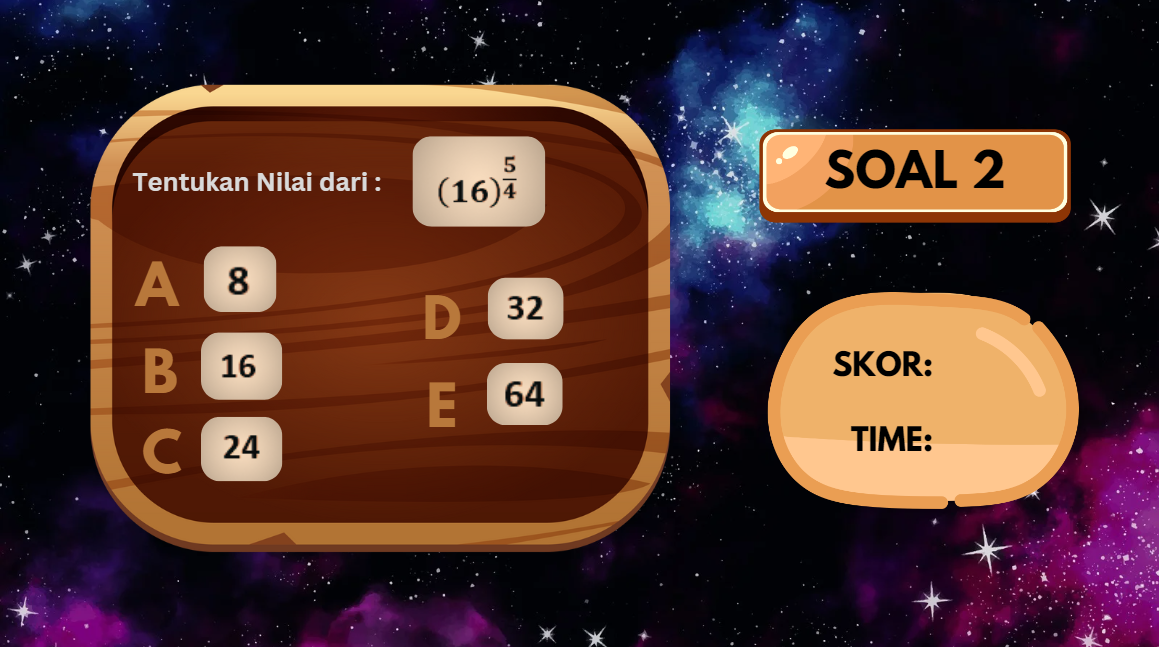 Tentukan Nilai dari : (16)^(5/4)
A 8
B 16
C 24
D 32
E 64
SOAL 2
SKOR:
TIME: